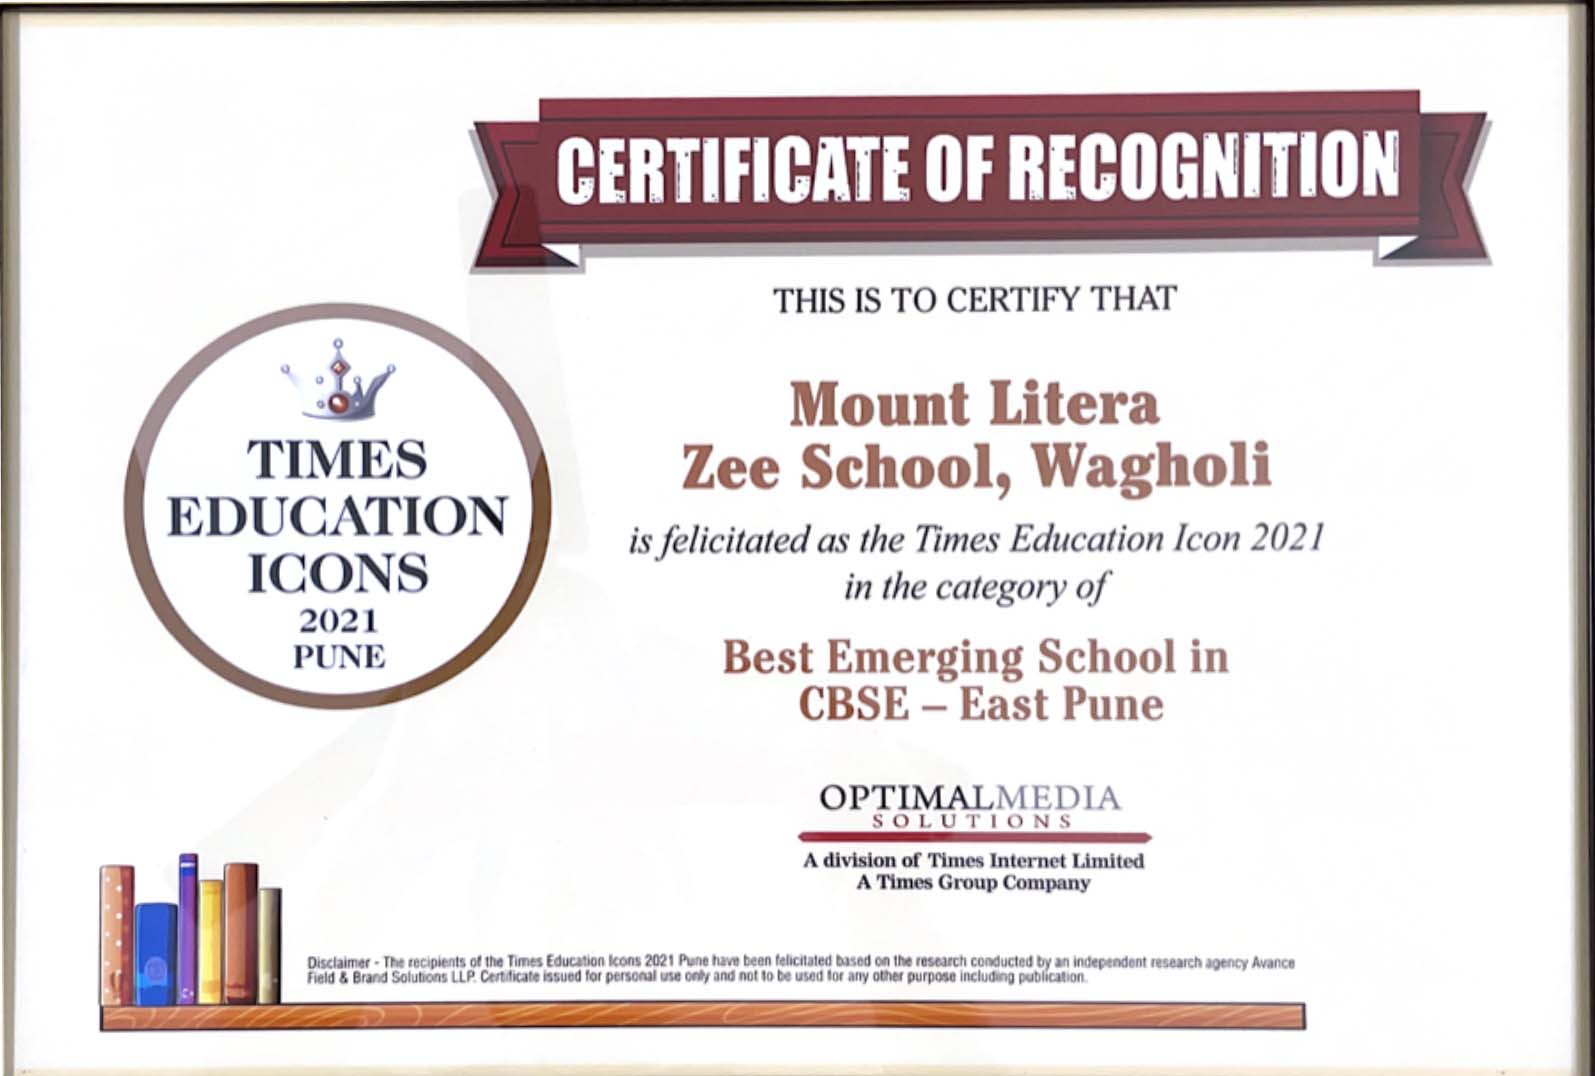 CERTIFICATE OF RECOGNITION
THIS IS TO CERTIFY THAT
Mount Litera
Zee School, Wagholi
is felicitated as the Times Education Icon 2021
in the category of
Best Emerging School in
CBSE – East Pune
TIMES
EDUCATION
ICONS
2021
PUNE
OPTIMALMEDIA
SOLUTIONS
A division of Times Internet Limited
A Times Group Company
Disclaimer - The recipients of the Times Education Icons 2021 Pune have been felicitated based on the research conducted by an independent research agency Avance
Field & Brand Solutions LLP. Certificate issued for personal use only and not to be used for any other purpose including publication.